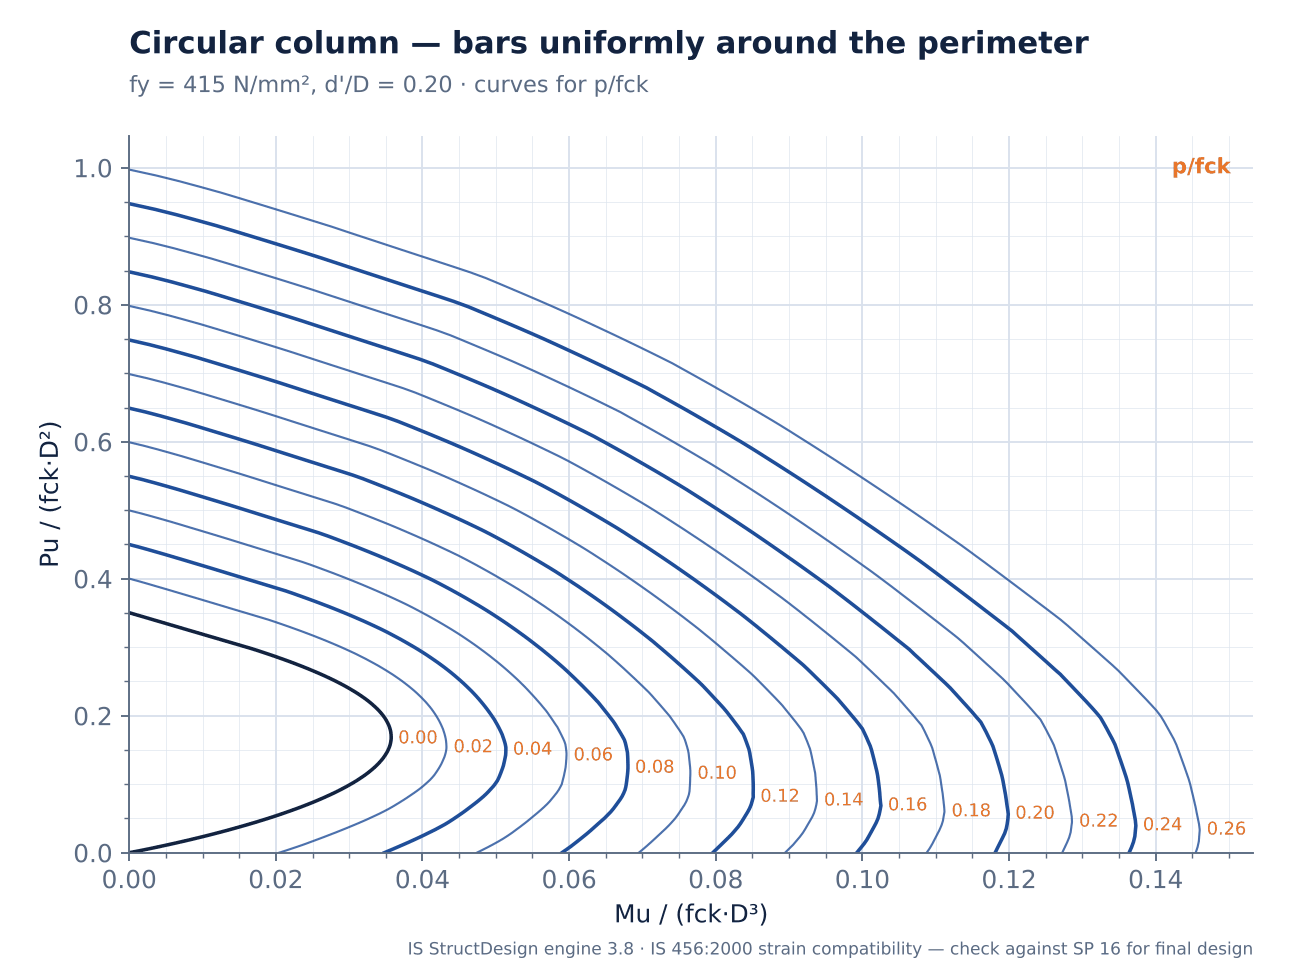 Circular column — bars uniformly around the perimeter
fy = 415 N/mm², d'/D = 0.20 · curves for p/fck
p/fck
Pu / (fck·D²)
1.0
0.8
0.6
0.4
0.2
0.0
0.00 0.02 0.04 0.06 0.08 0.10 0.12 0.14 0.16 0.18 0.20 0.22 0.24 0.26
0.00 0.02 0.04 0.06 0.08 0.10 0.12 0.14
Mu / (fck·D³)
IS StructDesign engine 3.8 · IS 456:2000 strain compatibility — check against SP 16 for final design